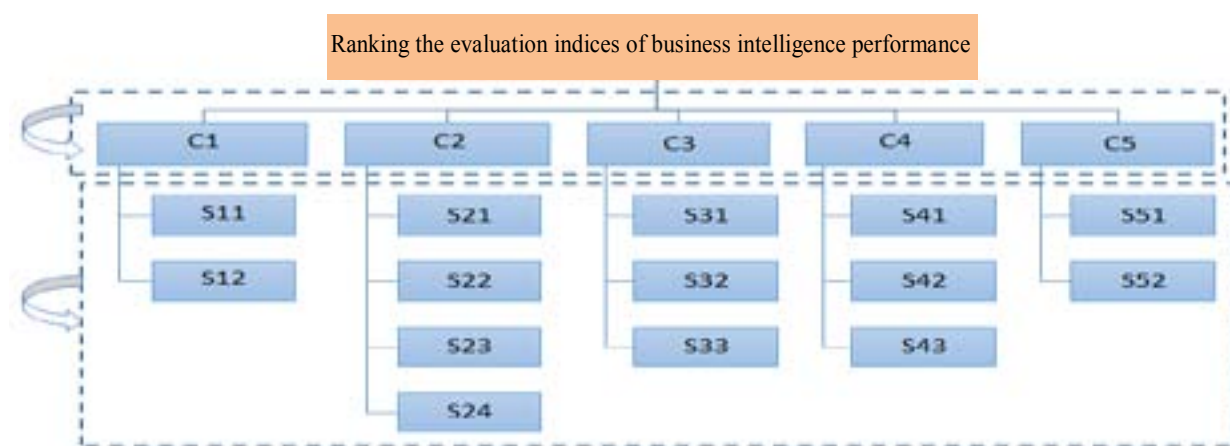 Ranking the evaluation indices of business intelligence performance
C1 C2 C3 C4 C5
S11 S21 S31 S41 S51
S12 S22 S32 S42 S52
S23 S33 S43
S24